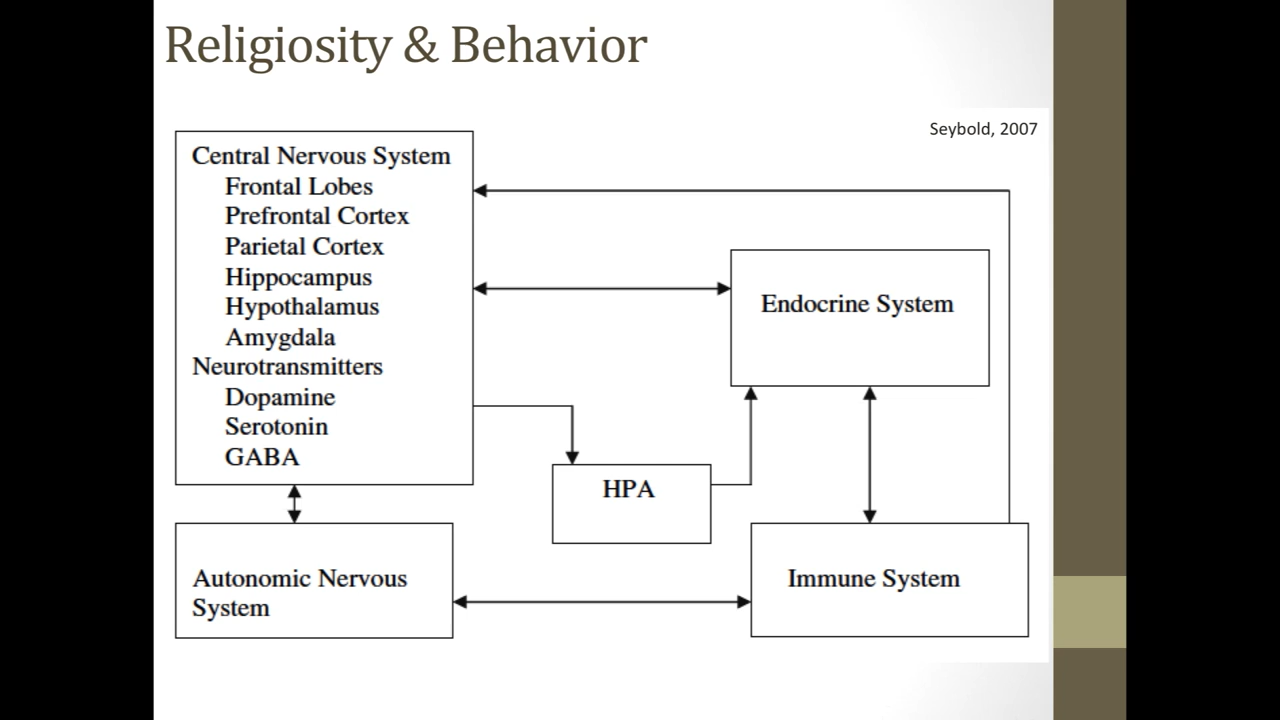 Religiosity & Behavior
Seybold, 2007
Central Nervous System
Frontal Lobes
Prefrontal Cortex
Parietal Cortex
Hippocampus
Hypothalamus
Amygdala
Neurotransmitters
Dopamine
Serotonin
GABA
Endocrine System
HPA
Autonomic Nervous
System
Immune System